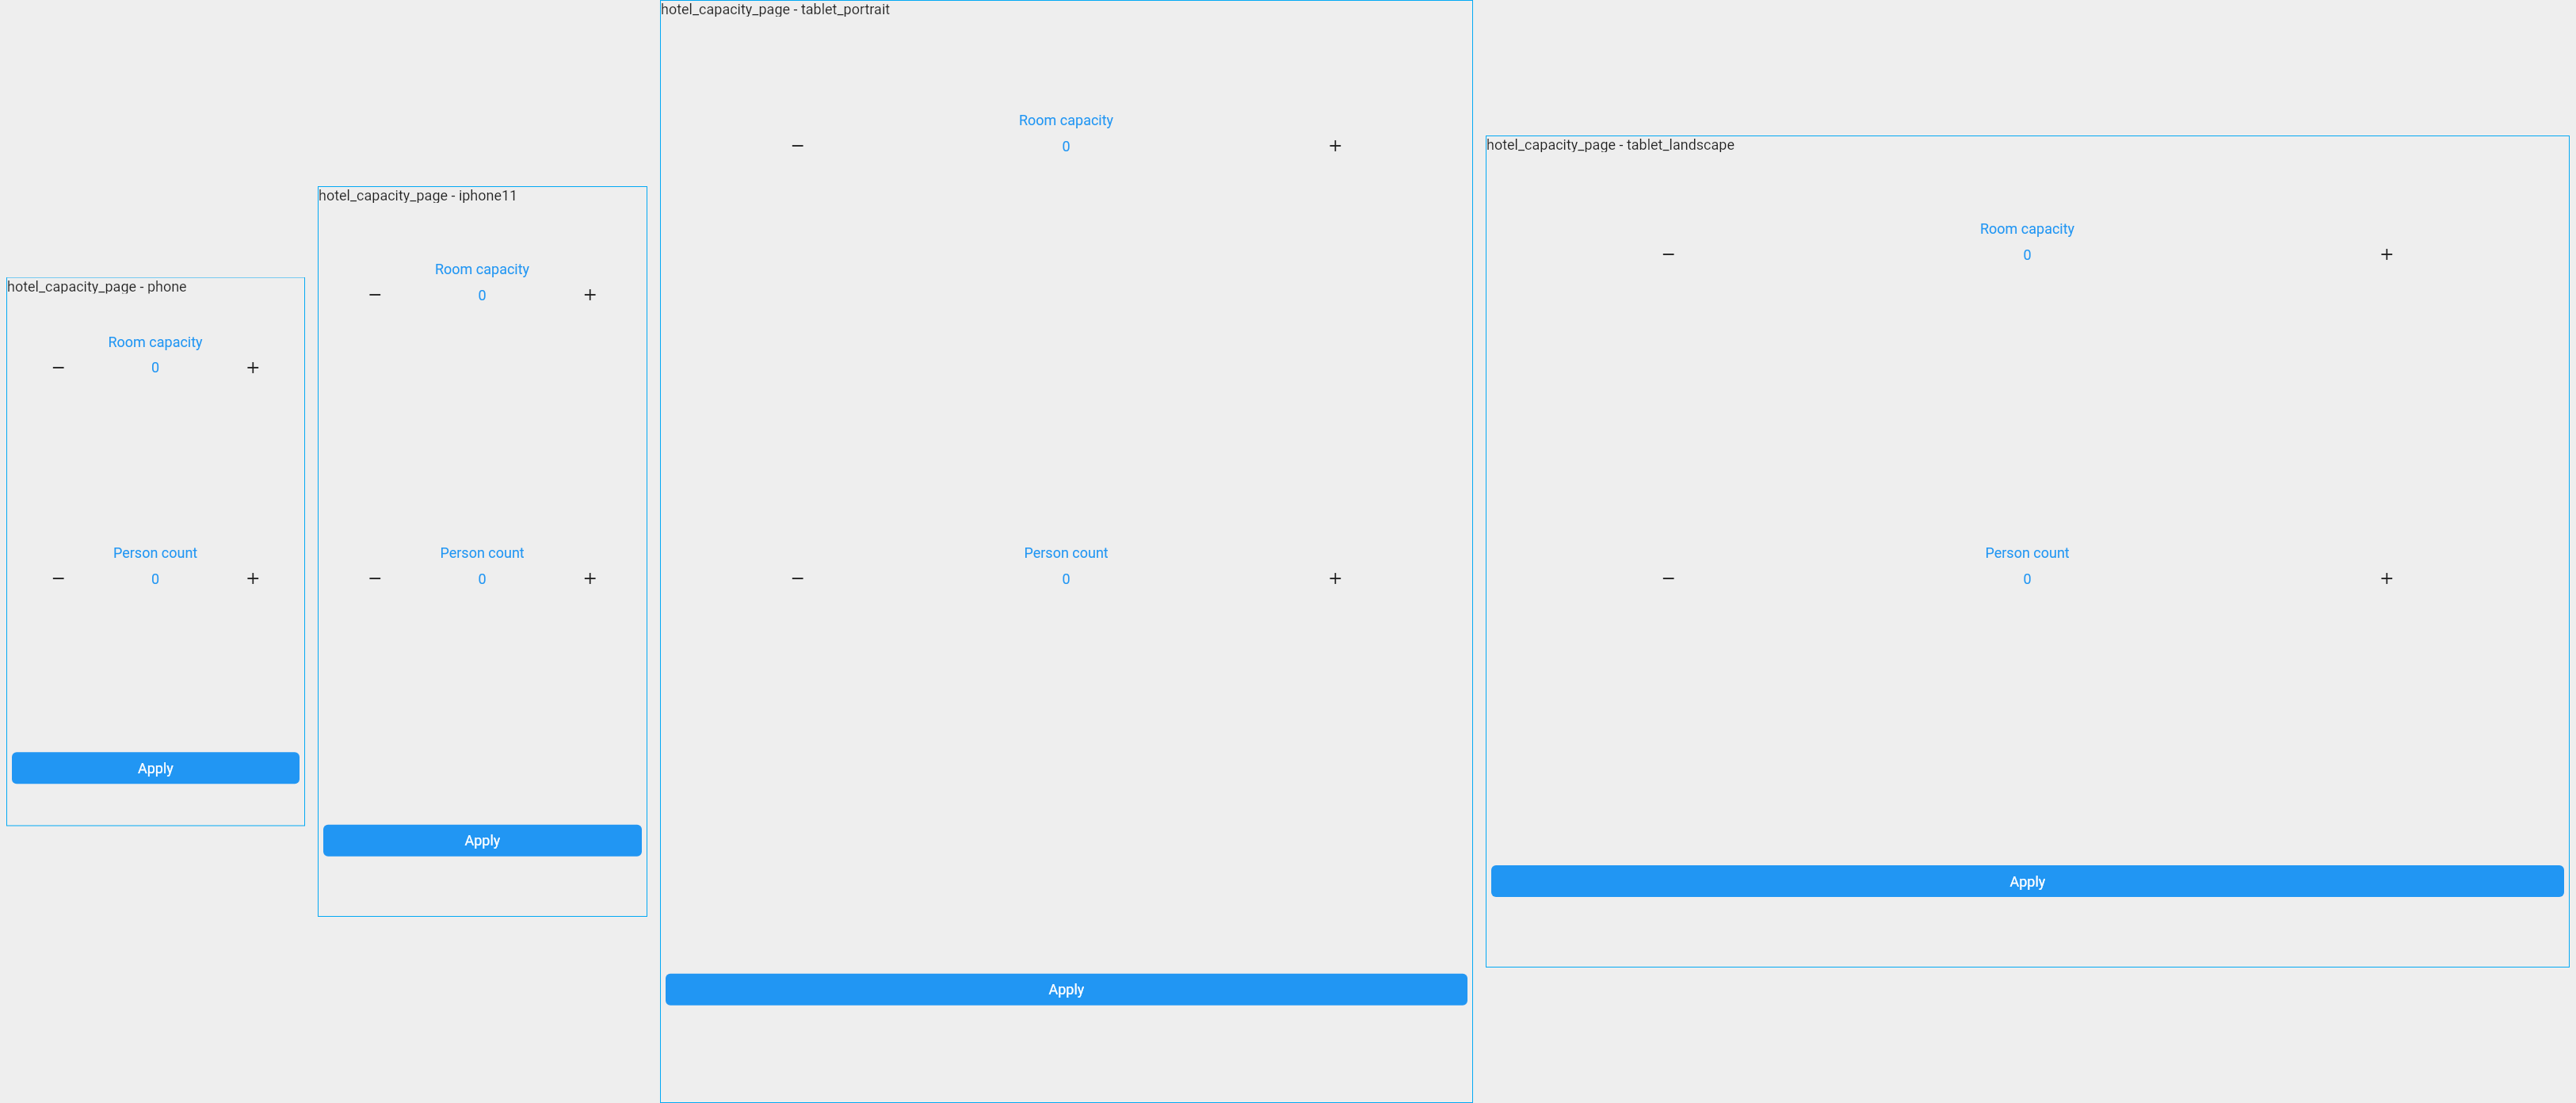 hotel_capacity_page - phone
Room capacity
− 0 +
Person count
− 0 +
Apply
hotel_capacity_page - iphone11
Room capacity
− 0 +
Person count
− 0 +
Apply
hotel_capacity_page - tablet_portrait
Room capacity
− 0 +
Person count
− 0 +
Apply
hotel_capacity_page - tablet_landscape
Room capacity
− 0 +
Person count
− 0 +
Apply